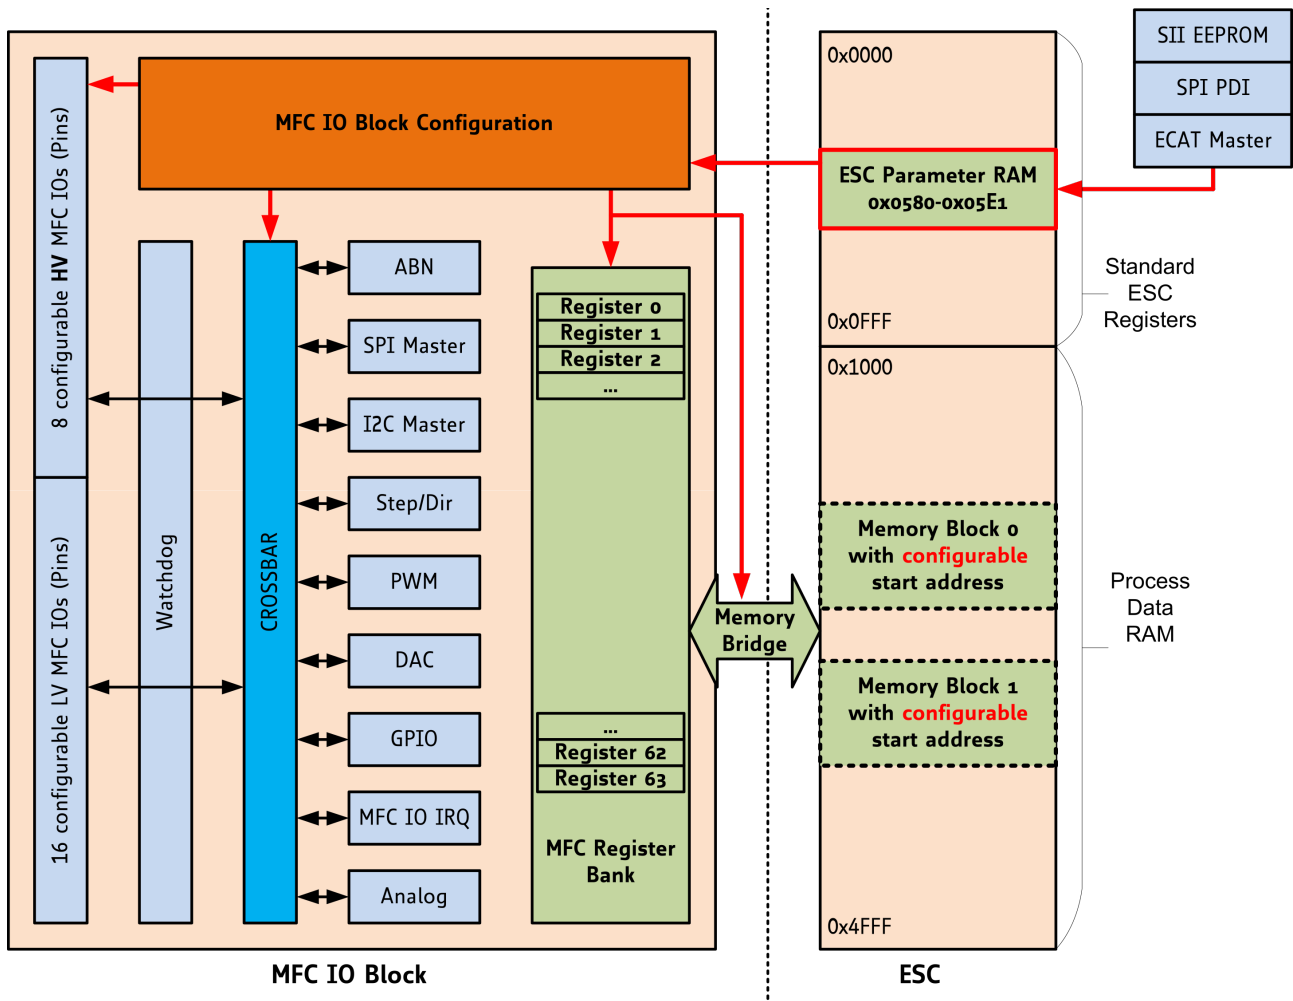 MFC IO Block Configuration
8 configurable HV MFC IOs (Pins)
16 configurable LV MFC IOs (Pins)
Watchdog
CROSSBAR
ABN
SPI Master
I2C Master
Step/Dir
PWM
DAC
GPIO
MFC IO IRQ
Analog
Register 0
Register 1
Register 2
...
...
Register 62
Register 63
MFC Register
Bank
Memory
Bridge
MFC IO Block
0x0000
ESC Parameter RAM
0x0580-0x05E1
0x0FFF
0x1000
Memory Block 0
with configurable
start address
Memory Block 1
with configurable
start address
0x4FFF
ESC
SII EEPROM
SPI PDI
ECAT Master
Standard
ESC
Registers
Process
Data
RAM